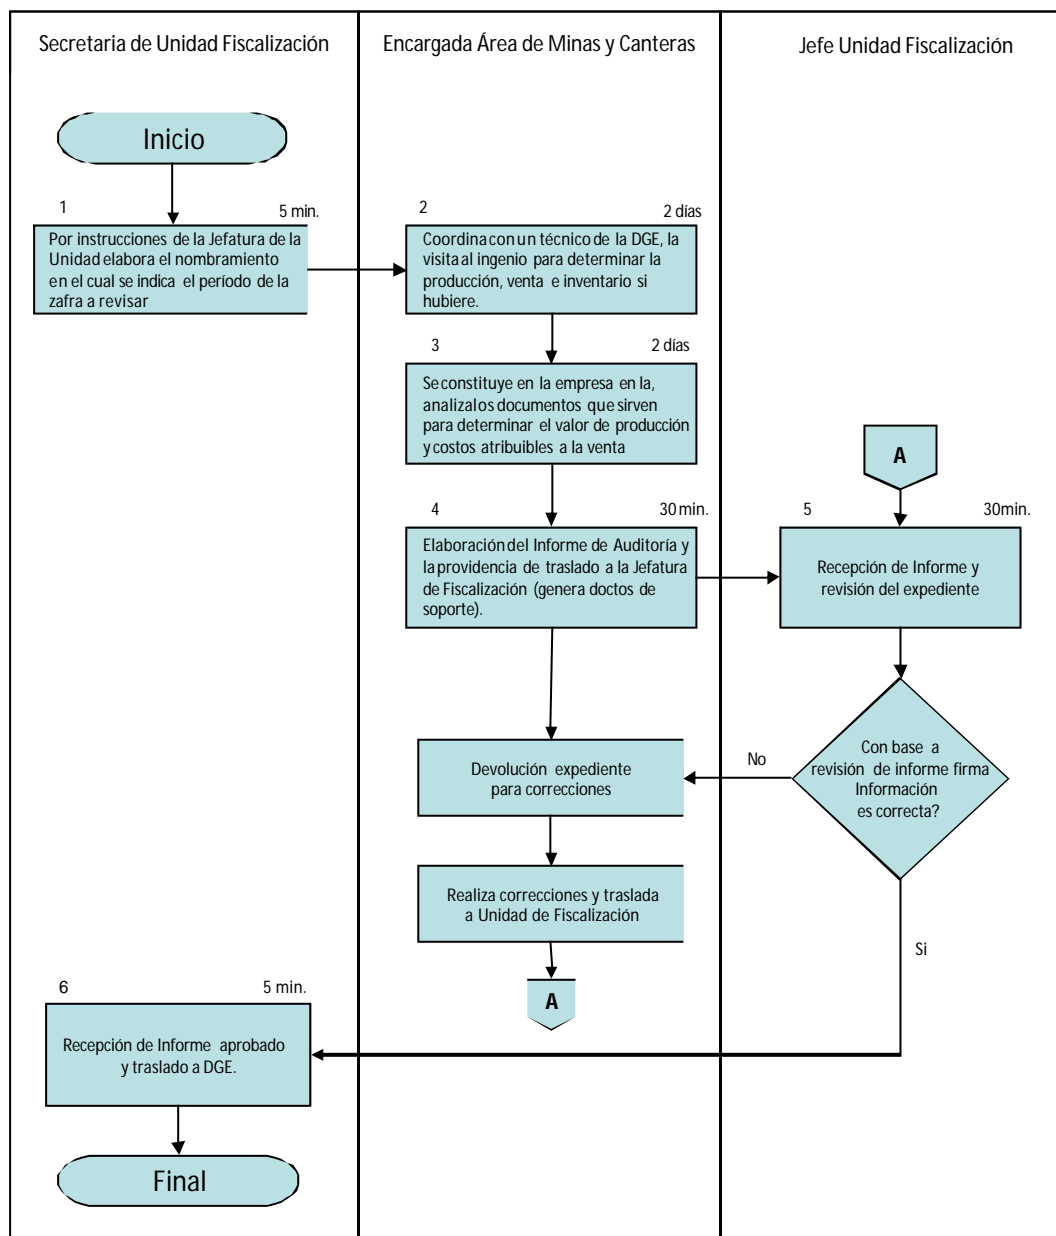 Secretaria de Unidad Fiscalización
Encargada Área de Minas y Canteras
Jefe Unidad Fiscalización
Inicio
1
5 min.
Por instrucciones de la Jefatura de la
Unidad elabora el nombramiento
en el cual se indica el período de la
zafra a revisar
2
2 días
Coordina con un técnico de la DGE, la
visita al ingenio para determinar la
producción, venta e inventario si
hubiere.
3
2 días
Se constituye en la empresa en la,
analiza los documentos que sirven
para determinar el valor de producción
y costos atribuibles a la venta
4
30 min.
Elaboración del Informe de Auditoría y
la providencia de traslado a la Jefatura
de Fiscalización (genera doctos de
soporte).
A
5
30min.
Recepción de Informe y
revisión del expediente
Con base a
revisión de informe firma
Información
es correcta?
No
Devolución expediente
para correcciones
Realiza correcciones y traslada
a Unidad de Fiscalización
A
Si
6
5 min.
Recepción de Informe aprobado
y traslado a DGE.
Final